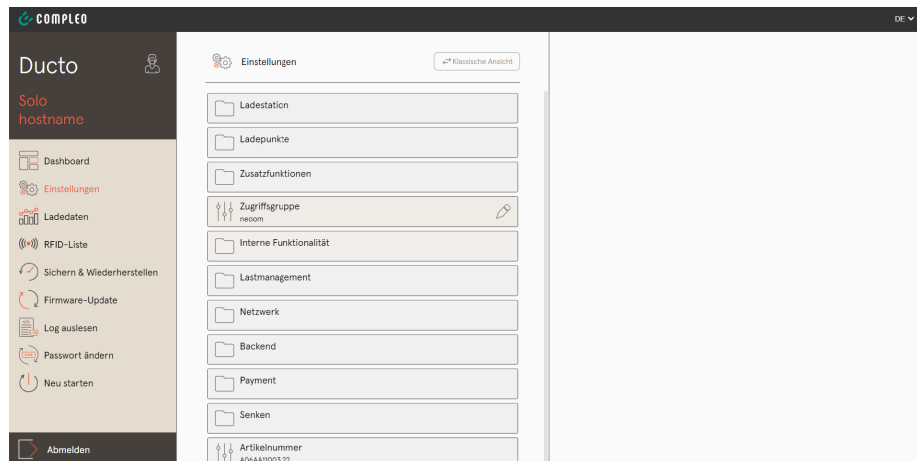 COMPLEO
DE
Ducto
Solo
hostname
Dashboard
Einstellungen
Ladedaten
RFID-Liste
Sichern & Wiederherstellen
Firmware-Update
Log auslesen
Passwort ändern
Neu starten
Abmelden
Einstellungen
Klassische Ansicht
Ladestation
Ladepunkte
Zusatzfunktionen
Zugriffsgruppe
neoom
Interne Funktionalität
Lastmanagement
Netzwerk
Backend
Payment
Senken
Artikelnummer